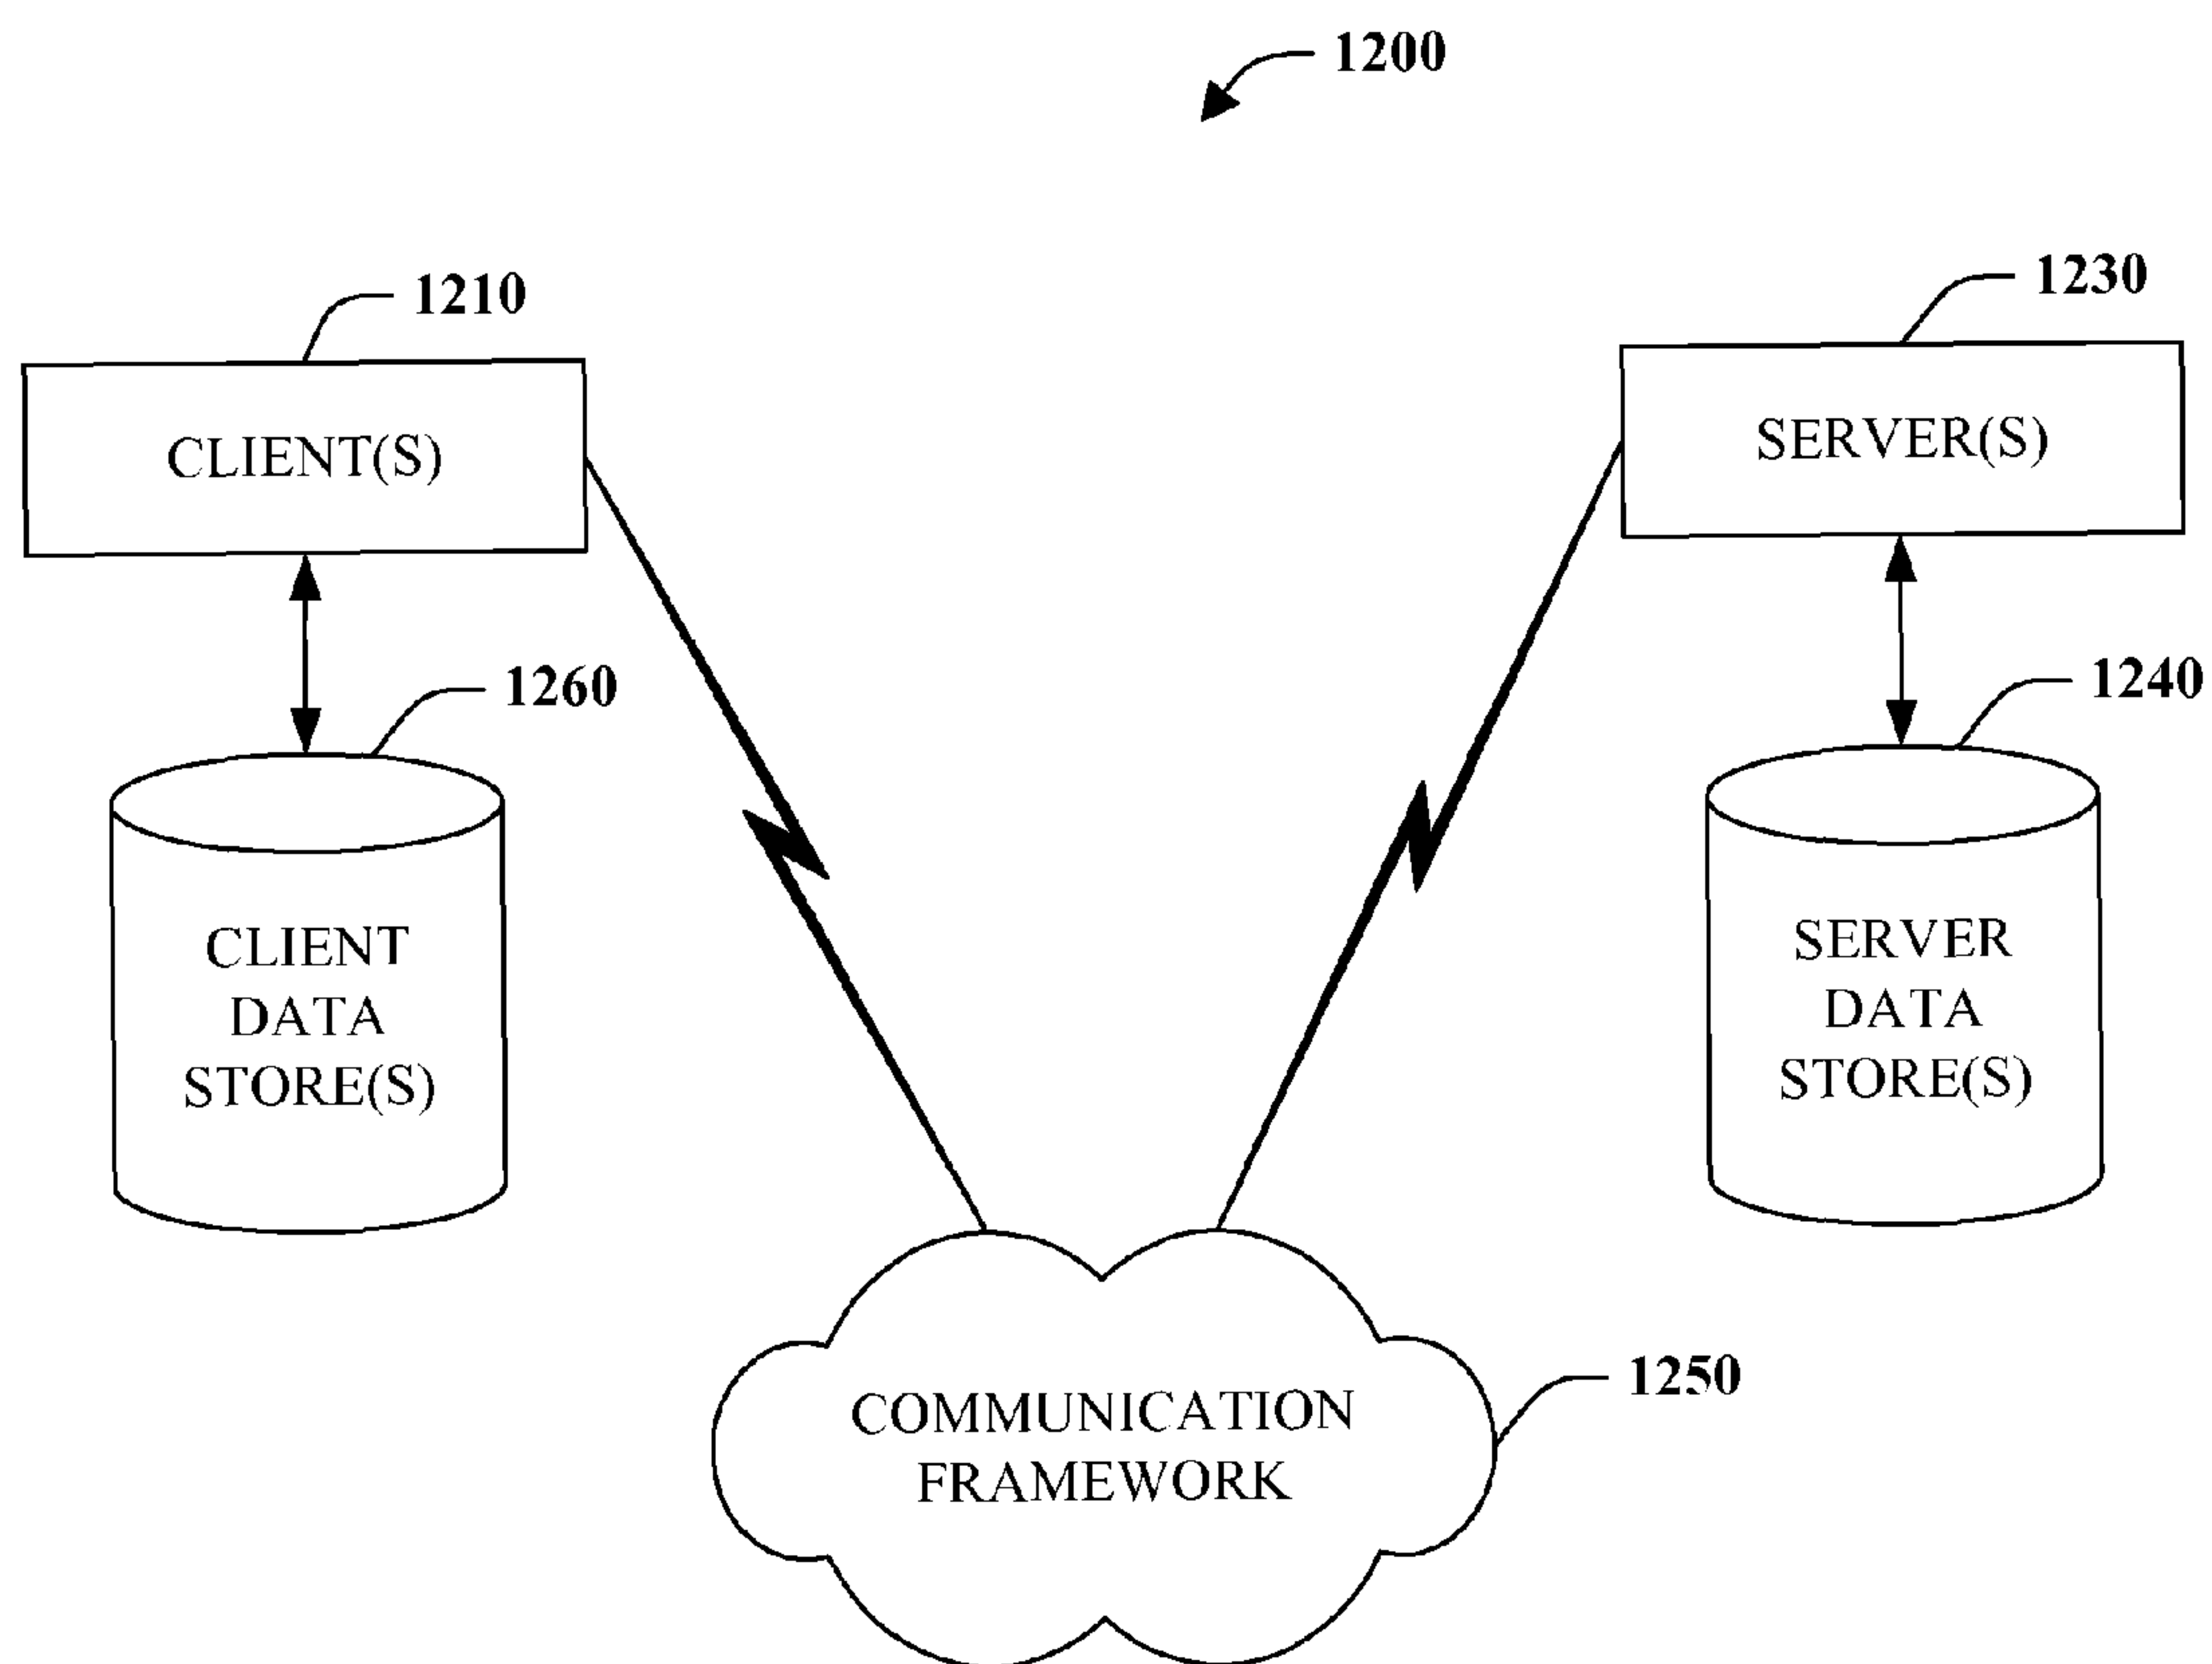 1200
1210
1230
CLIENT(S)
SERVER(S)
1260
1240
CLIENT
DATA
STORE(S)
SERVER
DATA
STORE(S)
1250
COMMUNICATION
FRAMEWORK